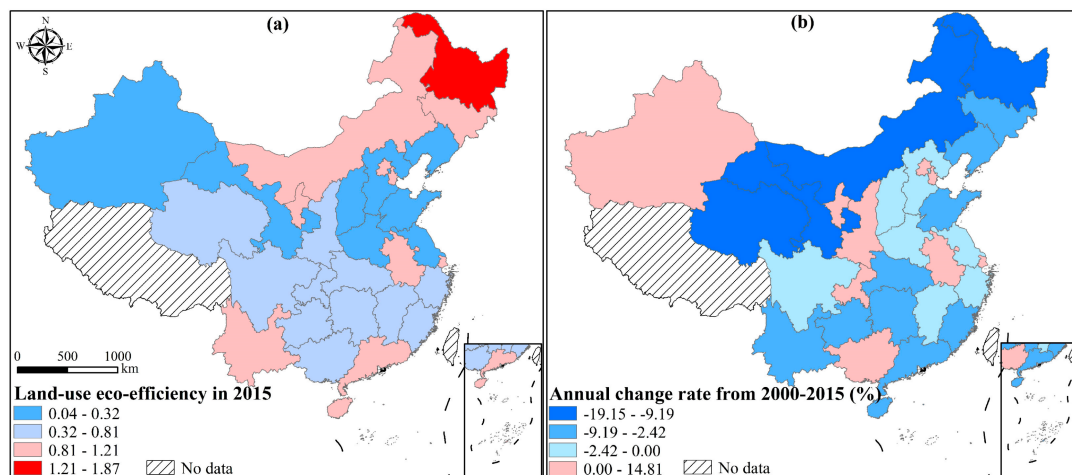 (a)
N
W E
S
0 500 1000
km
Land-use eco-efficiency in 2015
0.04 - 0.32
0.32 - 0.81
0.81 - 1.21
1.21 - 1.87
No data
(b)
Annual change rate from 2000-2015 (%)
-19.15 - -9.19
-9.19 - -2.42
-2.42 - 0.00
0.00 - 14.81
No data